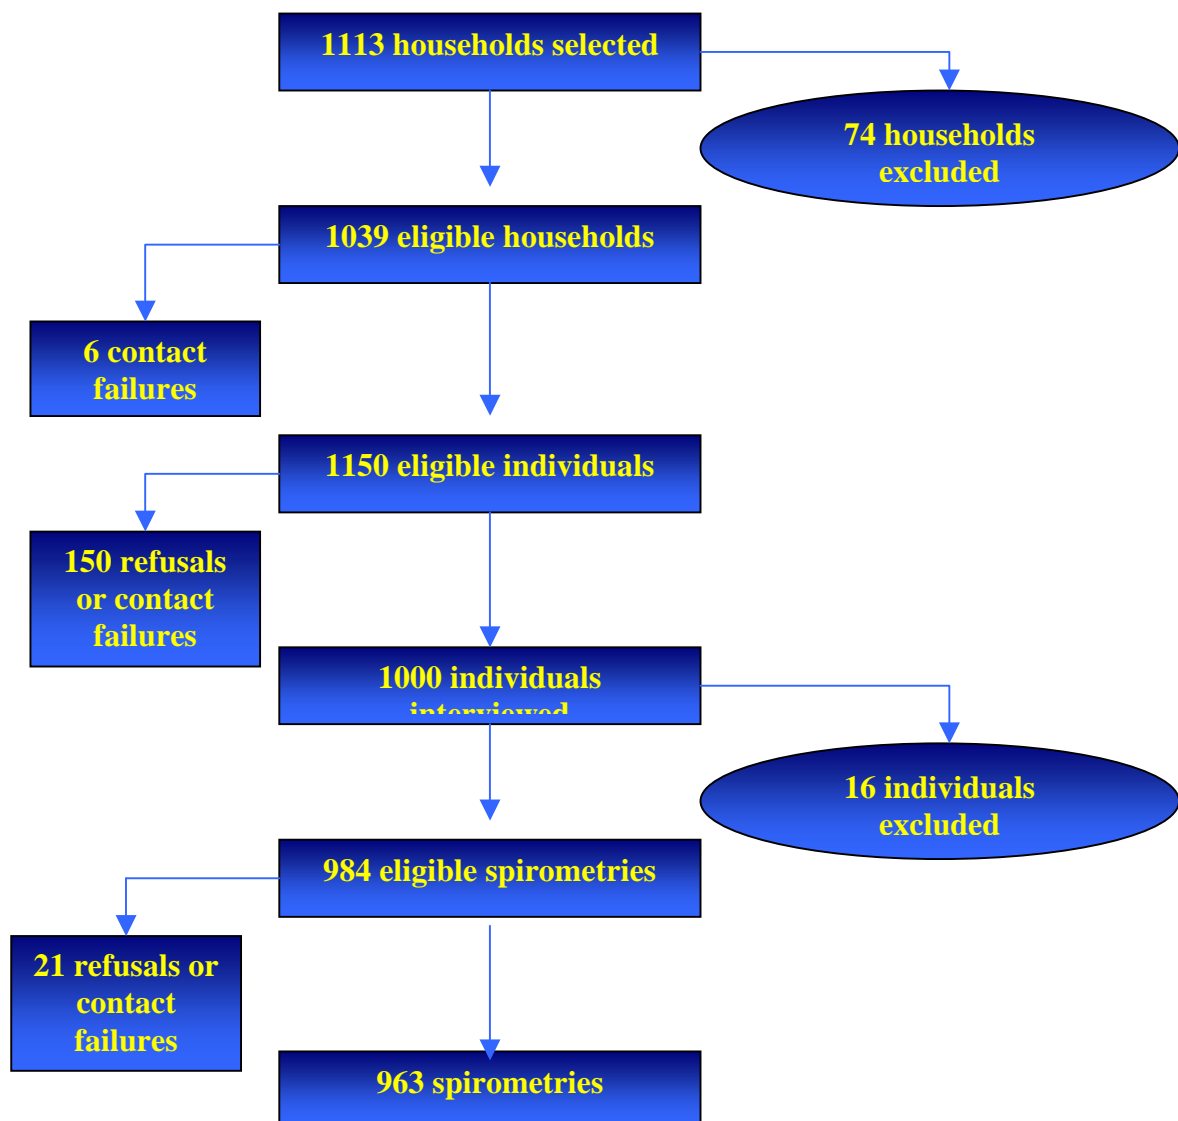 1113 households selected
74 households
excluded
1039 eligible households
6 contact
failures
1150 eligible individuals
150 refusals
or contact
failures
1000 individuals
interviewed
16 individuals
excluded
984 eligible spirometries
21 refusals or
contact
failures
963 spirometries